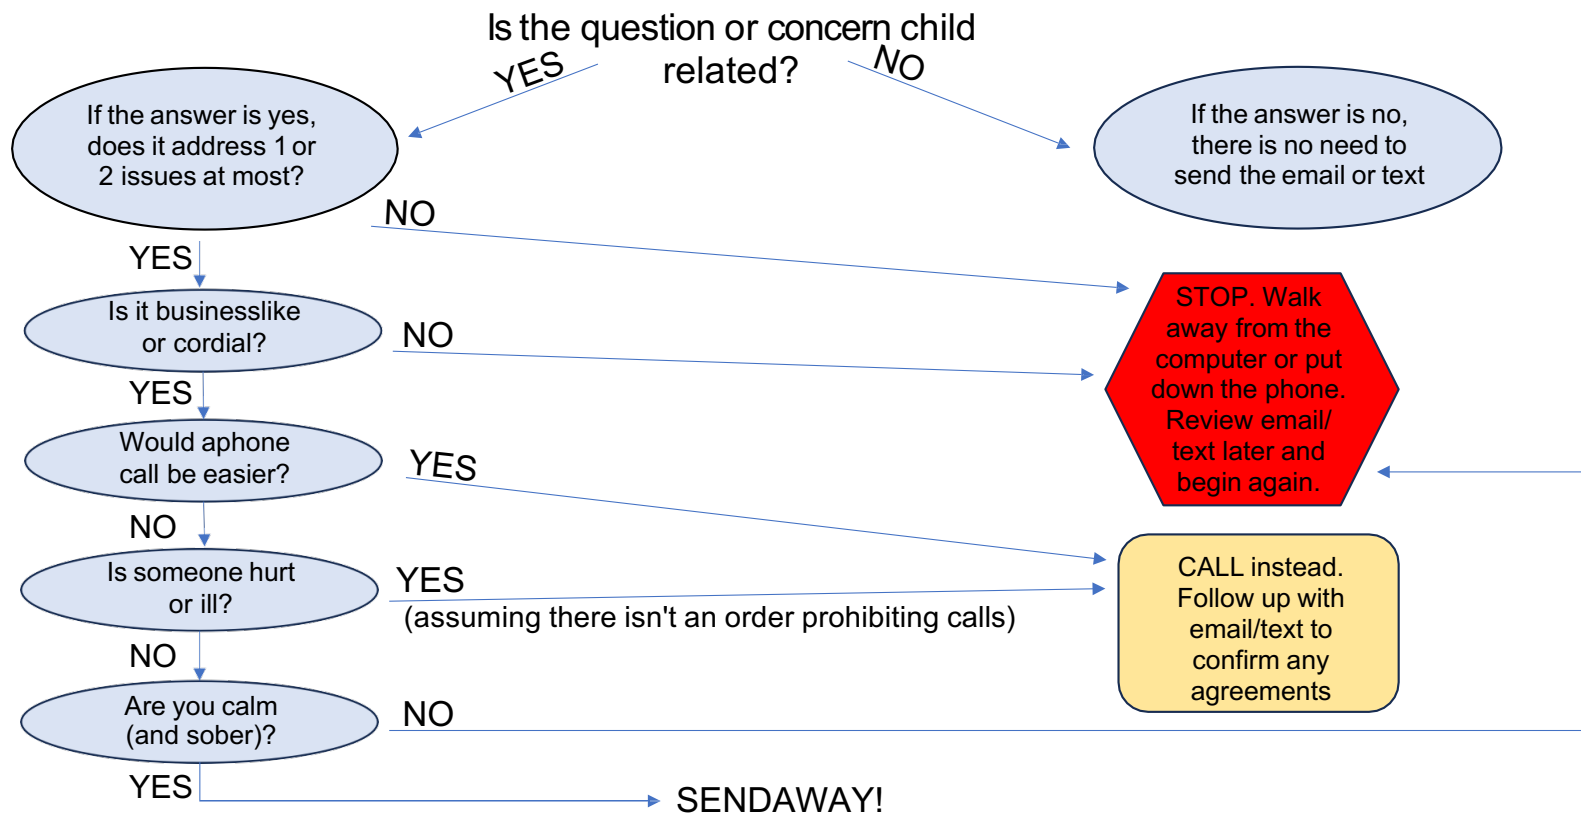 Is the question or concern child
related?
YES
NO
If the answer is yes,
does it address 1 or
2 issues at most?
If the answer is no,
there is no need to
send the email or text
NO
YES
Is it businesslike
or cordial?
NO
STOP. Walk
away from the
computer or put
down the phone.
Review email/
text later and
begin again.
YES
Would aphone
call be easier?
YES
NO
Is someone hurt
or ill?
YES
(assuming there isn't an order prohibiting calls)
CALL instead.
Follow up with
email/text to
confirm any
agreements
NO
Are you calm
(and sober)?
NO
YES
SENDAWAY!